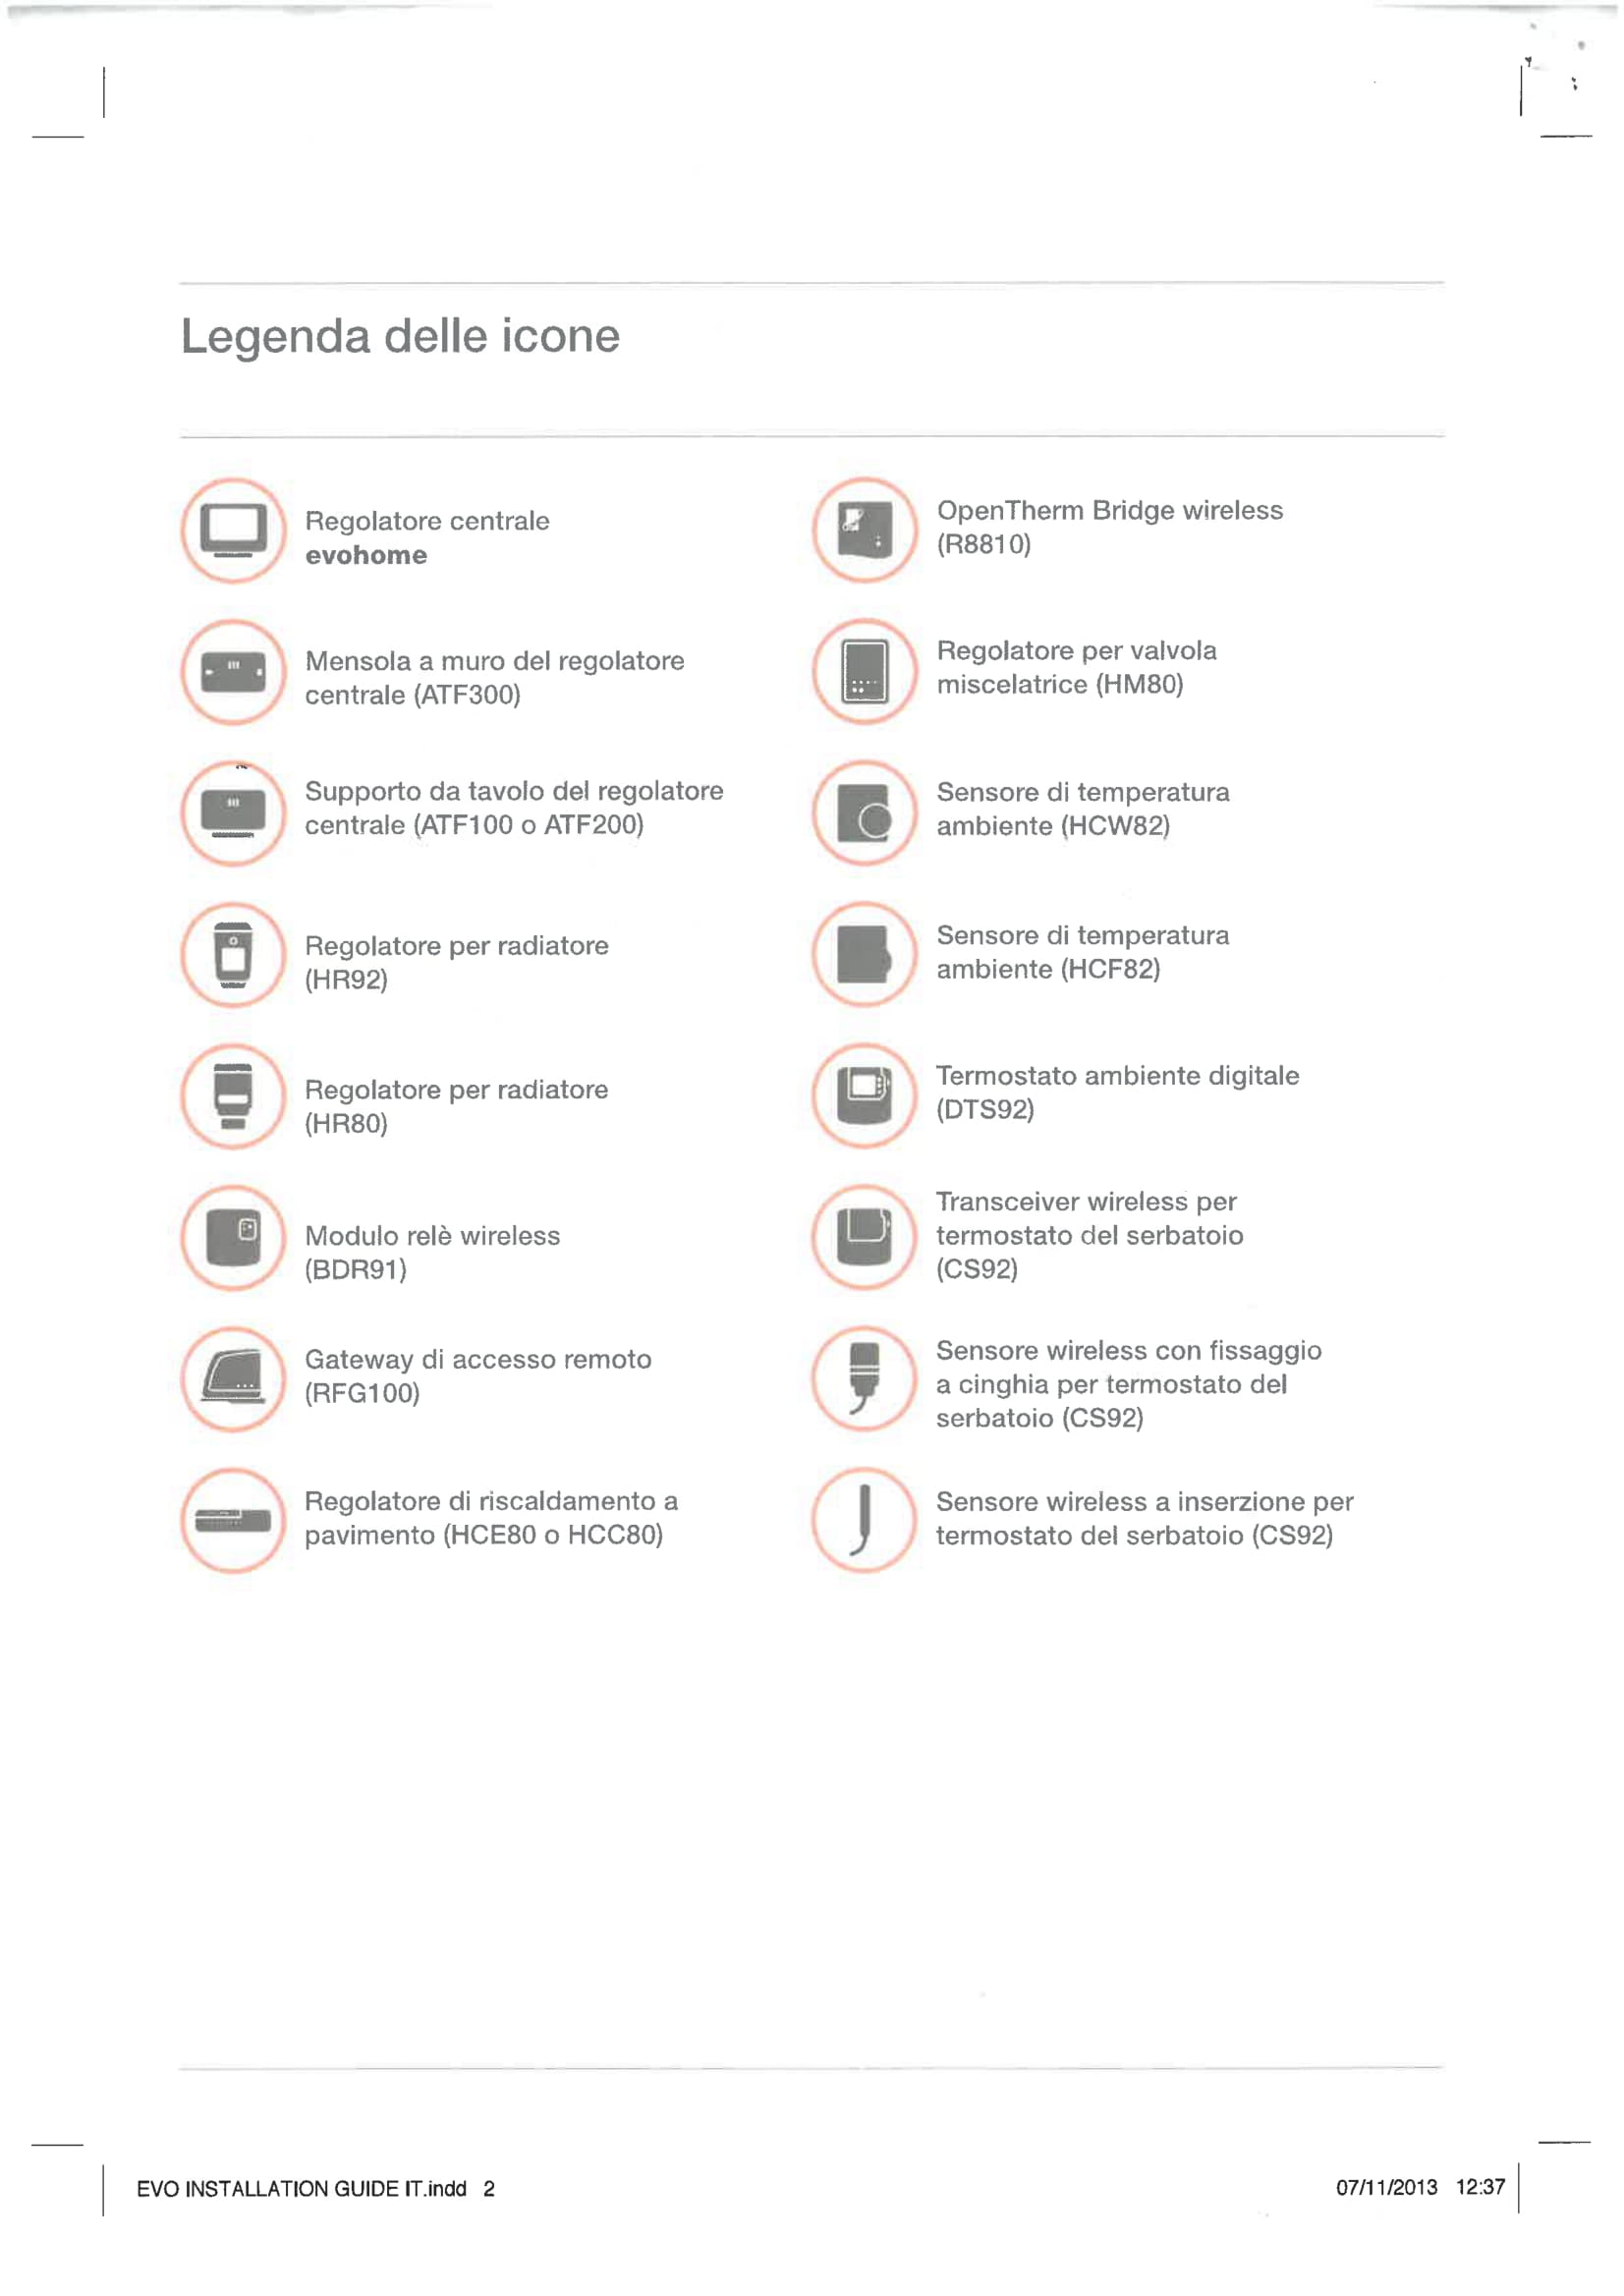 Legenda delle icone
Regolatore centrale
evohome
Mensola a muro del regolatore
centrale (ATF300)
Supporto da tavolo del regolatore
centrale (ATF100 o ATF200)
Regolatore per radiatore
(HR92)
Regolatore per radiatore
(HR80)
Modulo relè wireless
(BDR91)
Gateway di accesso remoto
(RFG100)
Regolatore di riscaldamento a
pavimento (HCE80 o HCC80)
OpenTherm Bridge wireless
(R8810)
Regolatore per valvola
miscelatrice (HM80)
Sensore di temperatura
ambiente (HCW82)
Sensore di temperatura
ambiente (HCF82)
Termostato ambiente digitale
(DTS92)
Transceiver wireless per
termostato del serbatoio
(CS92)
Sensore wireless con fissaggio
a cinghia per termostato del
serbatoio (CS92)
Sensore wireless a inserzione per
termostato del serbatoio (CS92)
EVO INSTALLATION GUIDE IT.indd 2
07/11/2013 12:37